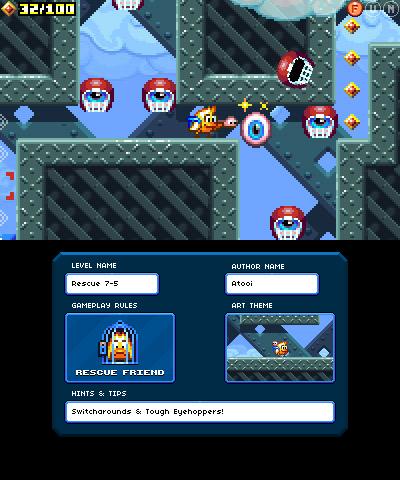 32/100
F U N
LEVEL NAME
Rescue 7-5
AUTHOR NAME
Atooi
GAMEPLAY RULES
RESCUE FRIEND
ART THEME
HINTS & TIPS
Switcharounds & Tough Eyehoppers!